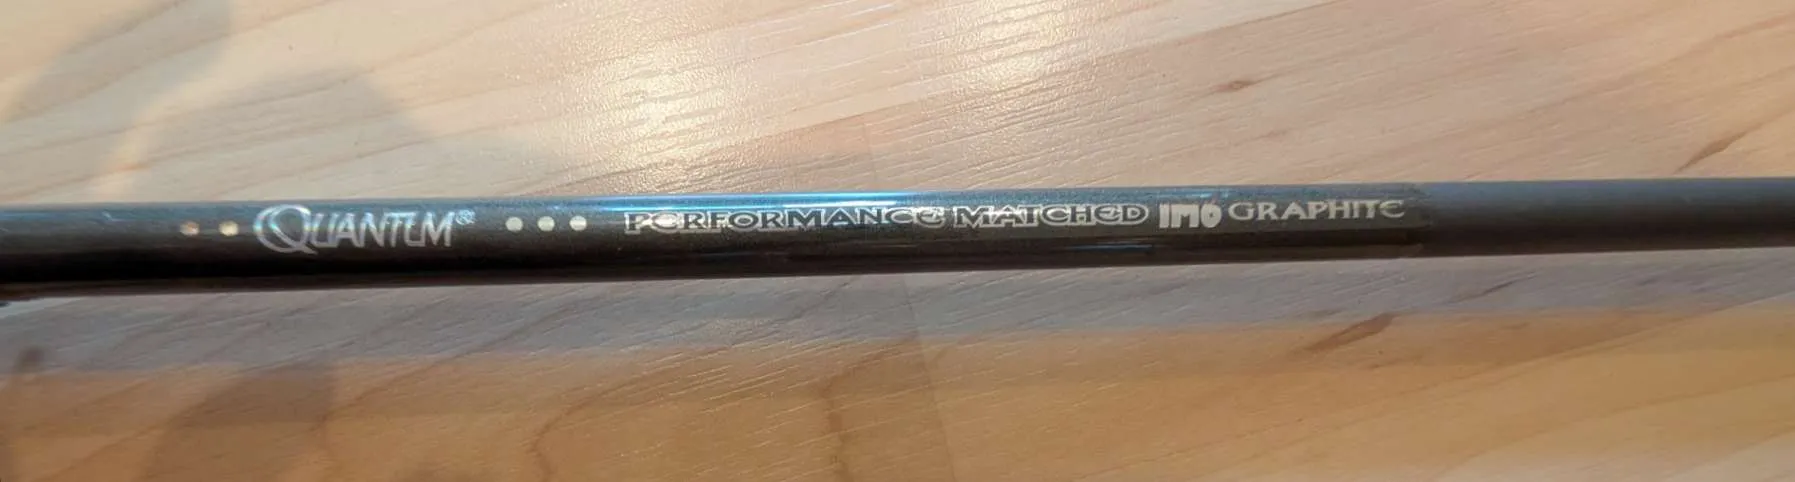 QUANTUM® PERFORMANCE MATCHED IM6 GRAPHITE